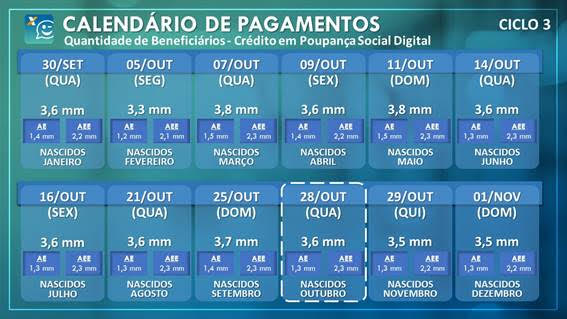 CALENDÁRIO DE PAGAMENTOS
CICLO 3
Quantidade de Beneficiários - Crédito em Poupança Social Digital
30/SET
(QUA)
3,6 mm
AE
1,4 mm
AEE
2,2 mm
NASCIDOS
JANEIRO
05/OUT
(SEG)
3,3 mm
AE
1,2 mm
AEE
2,1 mm
NASCIDOS
FEVEREIRO
07/OUT
(QUA)
3,8 mm
AE
1,5 mm
AEE
2,3 mm
NASCIDOS
MARÇO
09/OUT
(SEX)
3,6 mm
AE
1,4 mm
AEE
2,2 mm
NASCIDOS
ABRIL
11/OUT
(DOM)
3,8 mm
AE
1,5 mm
AEE
2,3 mm
NASCIDOS
MAIO
14/OUT
(QUA)
3,6 mm
AE
1,3 mm
AEE
2,3 mm
NASCIDOS
JUNHO
16/OUT
(SEX)
3,6 mm
AE
1,3 mm
AEE
2,3 mm
NASCIDOS
JULHO
21/OUT
(QUA)
3,6 mm
AE
1,3 mm
AEE
2,3 mm
NASCIDOS
AGOSTO
25/OUT
(DOM)
3,7 mm
AE
1,4 mm
AEE
2,3 mm
NASCIDOS
SETEMBRO
28/OUT
(QUA)
3,6 mm
AE
1,3 mm
AEE
2,3 mm
NASCIDOS
OUTUBRO
29/OUT
(QUI)
3,5 mm
AE
1,3 mm
AEE
2,2 mm
NASCIDOS
NOVEMBRO
01/NOV
(DOM)
3,5 mm
AE
1,3 mm
AEE
2,2 mm
NASCIDOS
DEZEMBRO